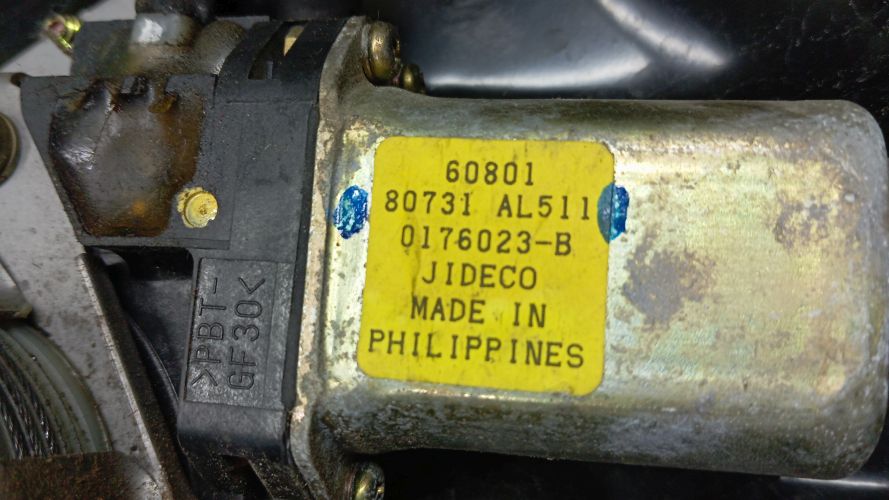 60801
80731 AL511
0176023-B
JIDECO
MADE IN
PHILIPPINES
>PBT-
GF30<